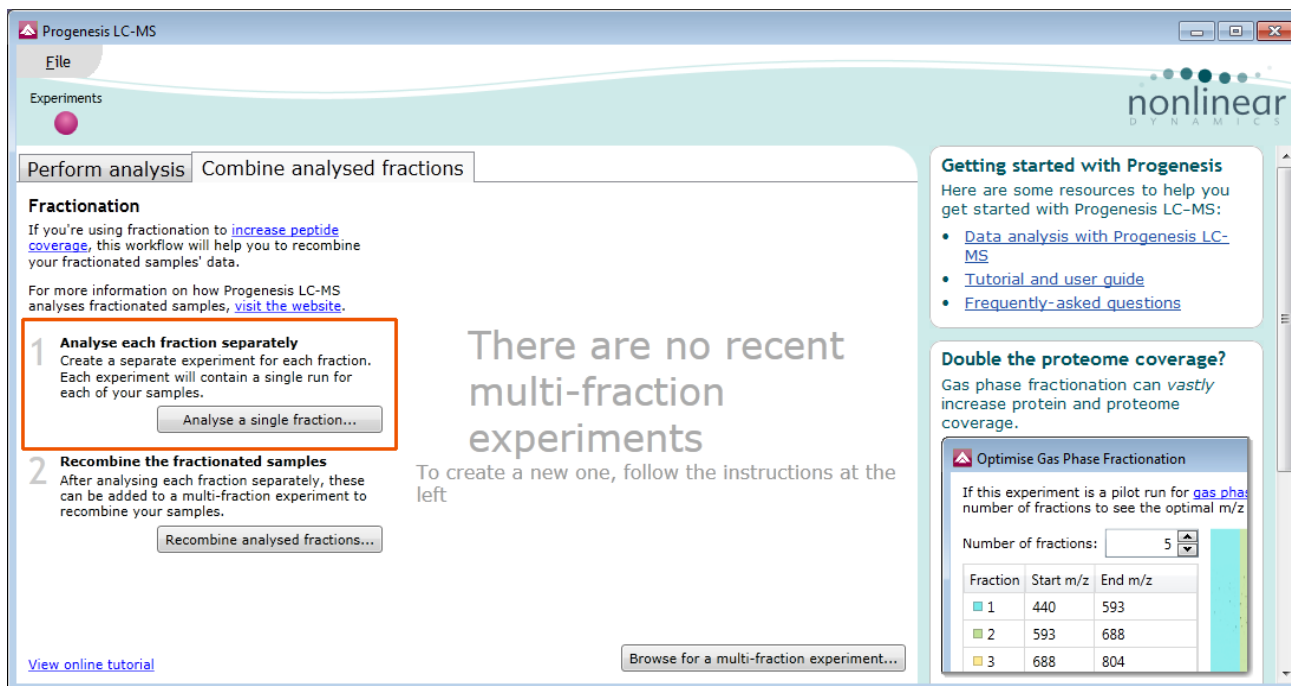 Progenesis LC-MS
File
Experiments
nonlinear
DYNAMICS
Perform analysis
Combine analysed fractions
Fractionation
If you're using fractionation to increase peptide
coverage, this workflow will help you to recombine
your fractionated samples' data.
For more information on how Progenesis LC-MS
analyses fractionated samples, visit the website.
1
Analyse each fraction separately
Create a separate experiment for each fraction.
Each experiment will contain a single run for
each of your samples.
Analyse a single fraction...
2
Recombine the fractionated samples
After analysing each fraction separately, these
can be added to a multi-fraction experiment to
recombine your samples.
Recombine analysed fractions...
View online tutorial
There are no recent
multi-fraction
experiments
To create a new one, follow the instructions at the
left
Browse for a multi-fraction experiment...
Getting started with Progenesis
Here are some resources to help you
get started with Progenesis LC-MS:
• Data analysis with Progenesis LC-
MS
• Tutorial and user guide
• Frequently-asked questions
Double the proteome coverage?
Gas phase fractionation can vastly
increase protein and proteome
coverage.
Optimise Gas Phase Fractionation
If this experiment is a pilot run for gas phas
number of fractions to see the optimal m/z
Number of fractions: 5
Fraction Start m/z End m/z
1 440 593
2 593 688
3 688 804